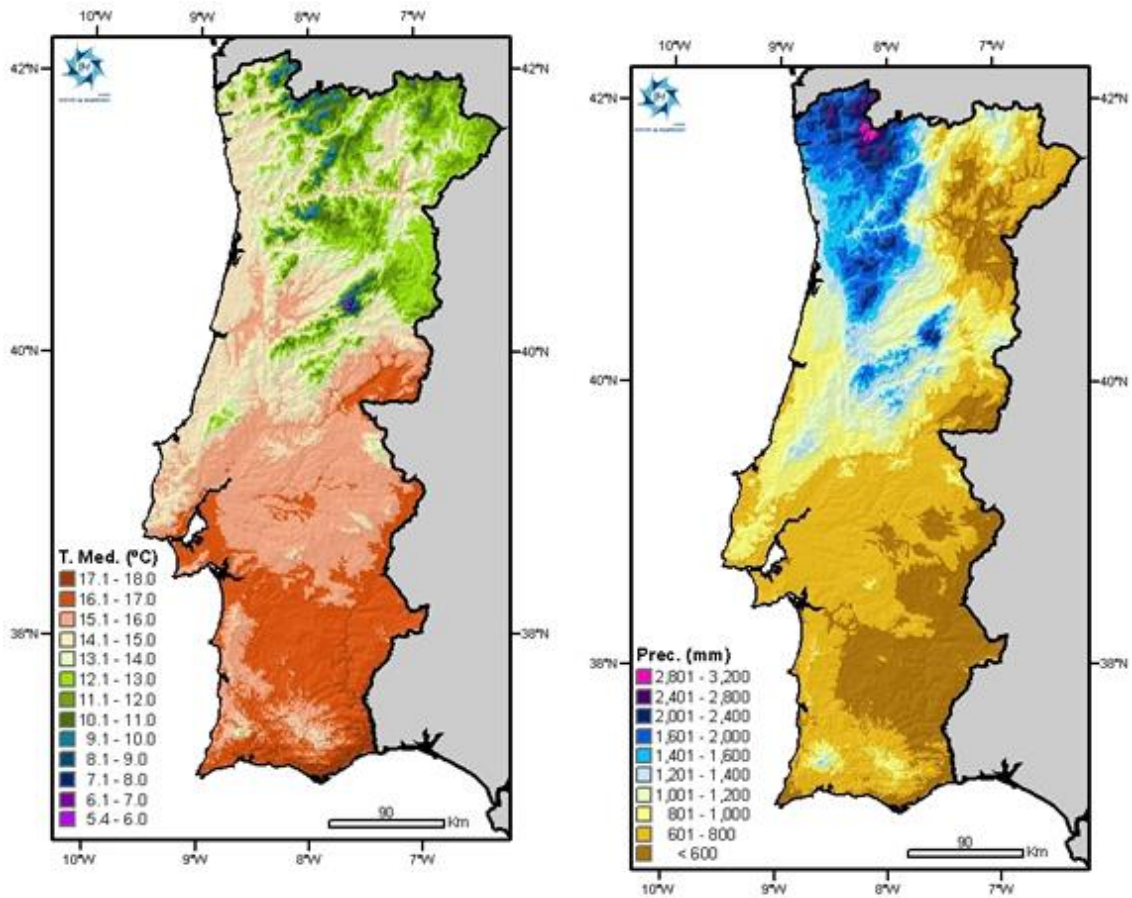 10°W 9°W 8°W 7°W
42°N 42°N
40°N 40°N
38°N 38°N
T. Med. (ºC)
17.1 - 18.0
16.1 - 17.0
15.1 - 16.0
14.1 - 15.0
13.1 - 14.0
12.1 - 13.0
11.1 - 12.0
10.1 - 11.0
9.1 - 10.0
8.1 - 9.0
7.1 - 8.0
6.1 - 7.0
5.4 - 6.0
90
Km
10°W 9°W 8°W 7°W
10°W 9°W 8°W 7°W
42°N 42°N
40°N 40°N
38°N 38°N
Prec. (mm)
2,801 - 3,200
2,401 - 2,800
2,001 - 2,400
1,601 - 2,000
1,401 - 1,600
1,201 - 1,400
1,001 - 1,200
801 - 1,000
601 - 800
< 600
90
Km
10°W 9°W 8°W 7°W